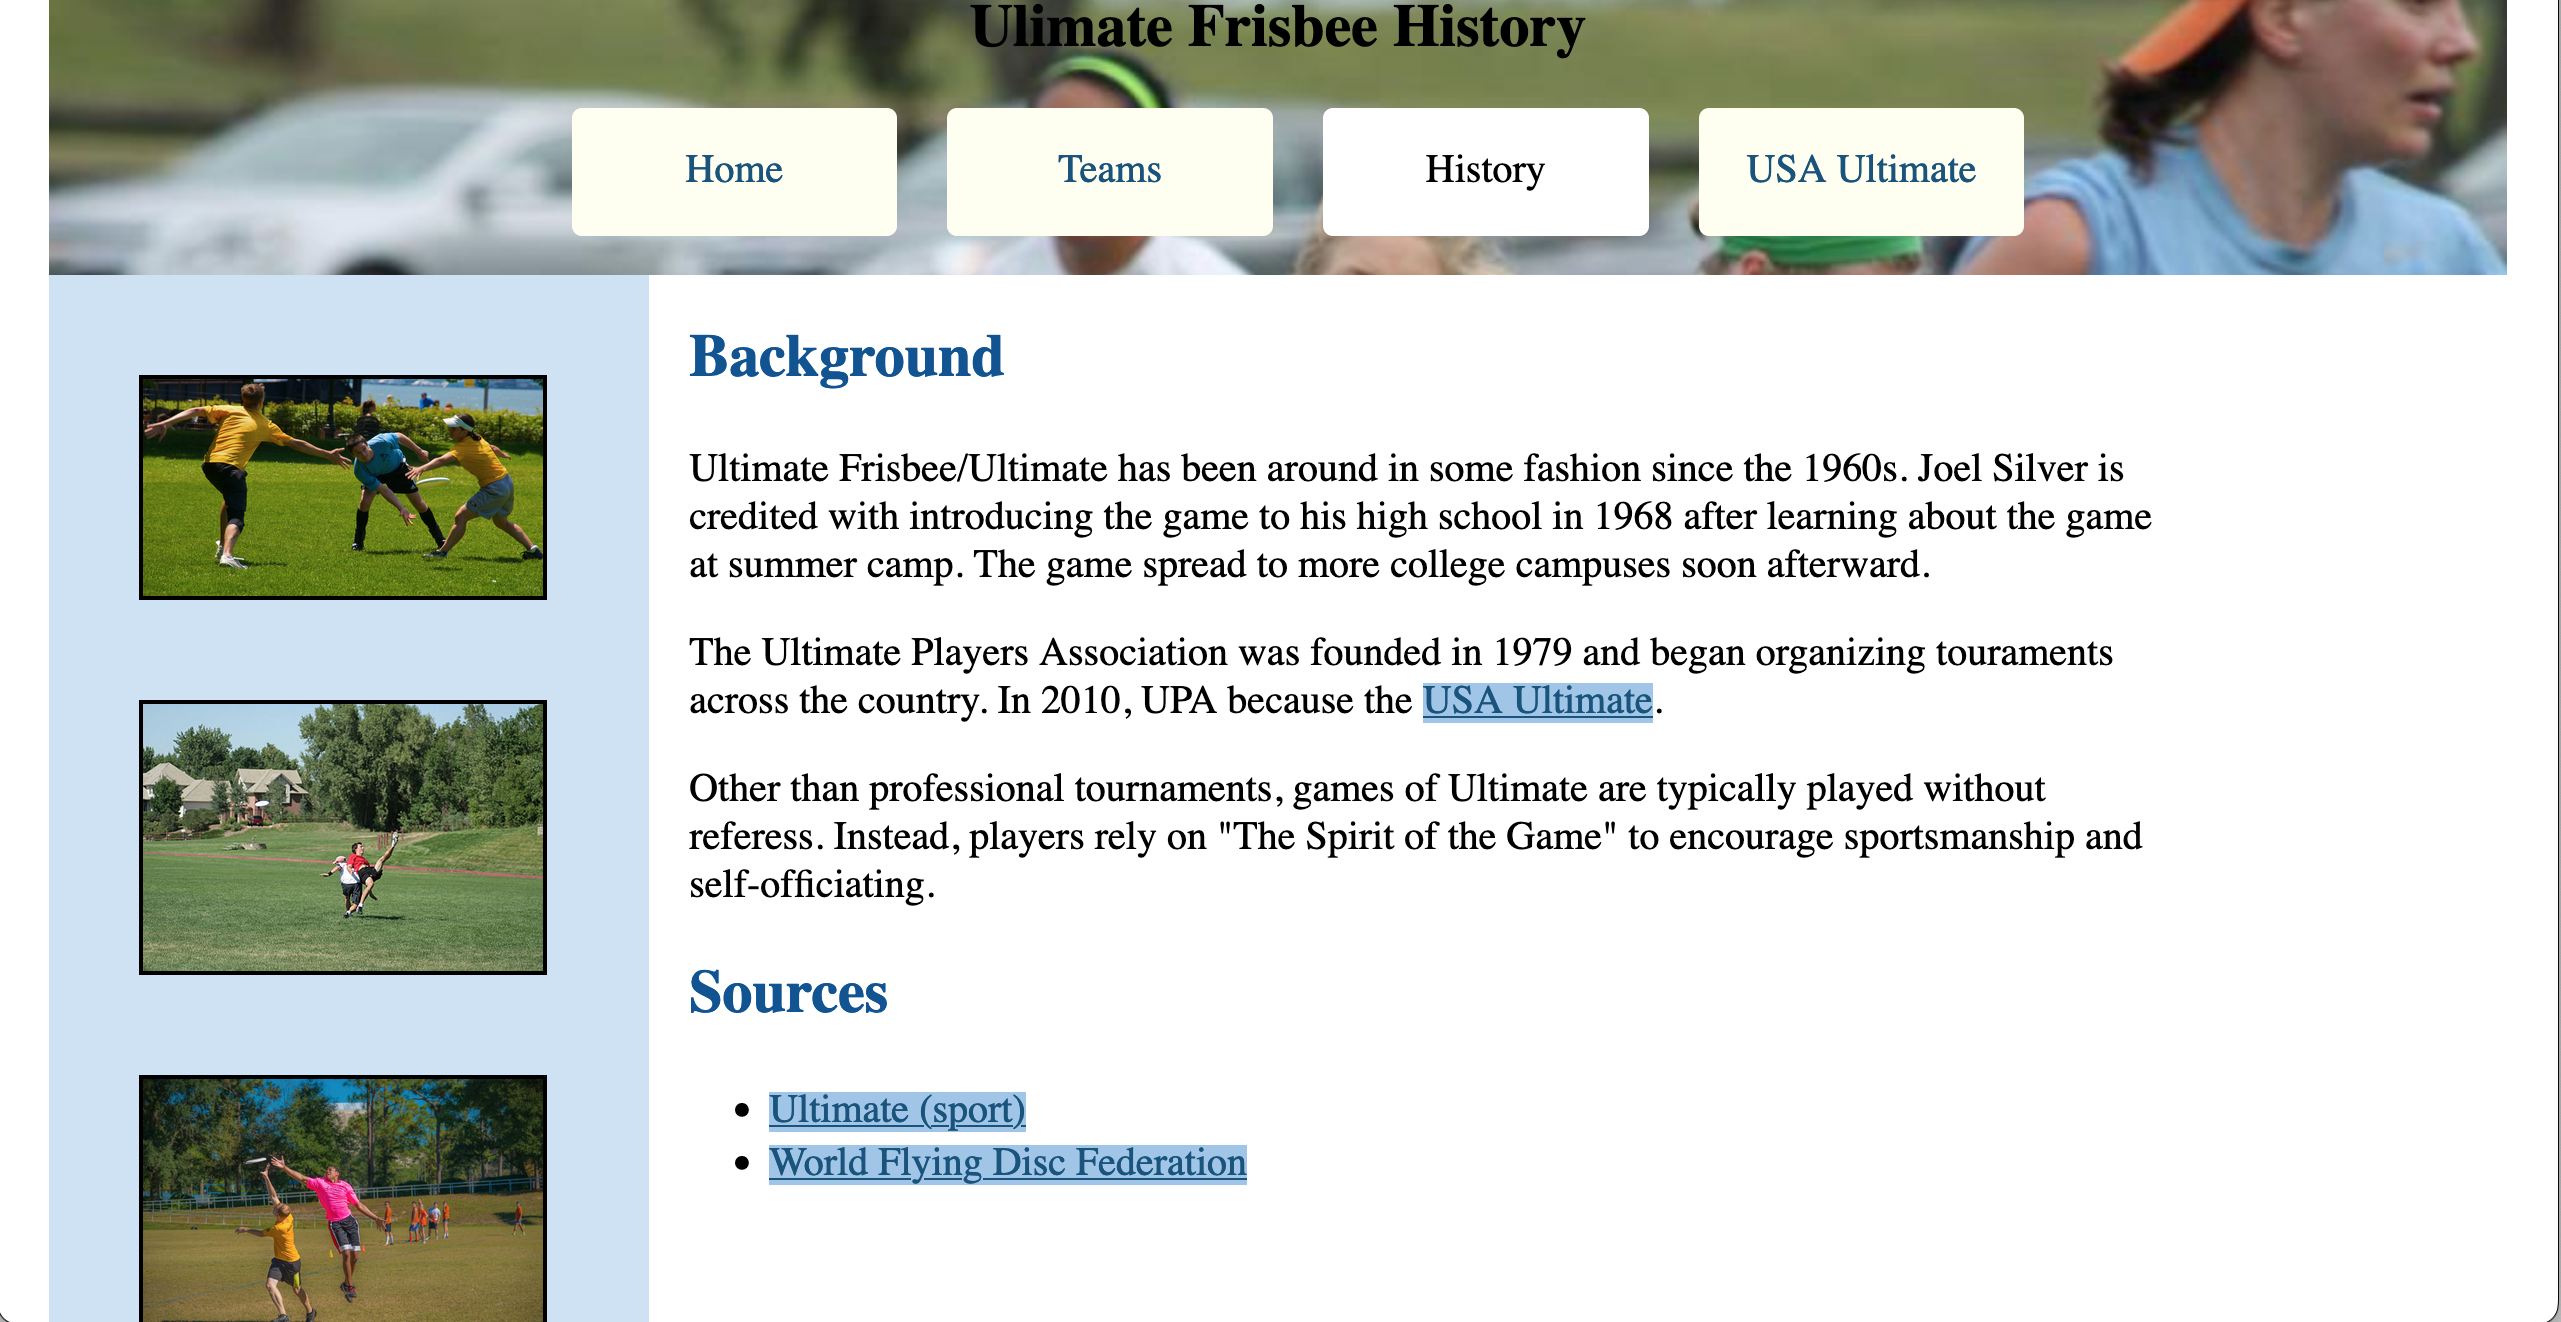 Ulimate Frisbee History
Home
Teams
History
USA Ultimate
Background
Ultimate Frisbee/Ultimate has been around in some fashion since the 1960s. Joel Silver is
credited with introducing the game to his high school in 1968 after learning about the game
at summer camp. The game spread to more college campuses soon afterward.
The Ultimate Players Association was founded in 1979 and began organizing touraments
across the country. In 2010, UPA because the USA Ultimate.
Other than professional tournaments, games of Ultimate are typically played without
referess. Instead, players rely on "The Spirit of the Game" to encourage sportsmanship and
self-officiating.
Sources
• Ultimate (sport)
• World Flying Disc Federation